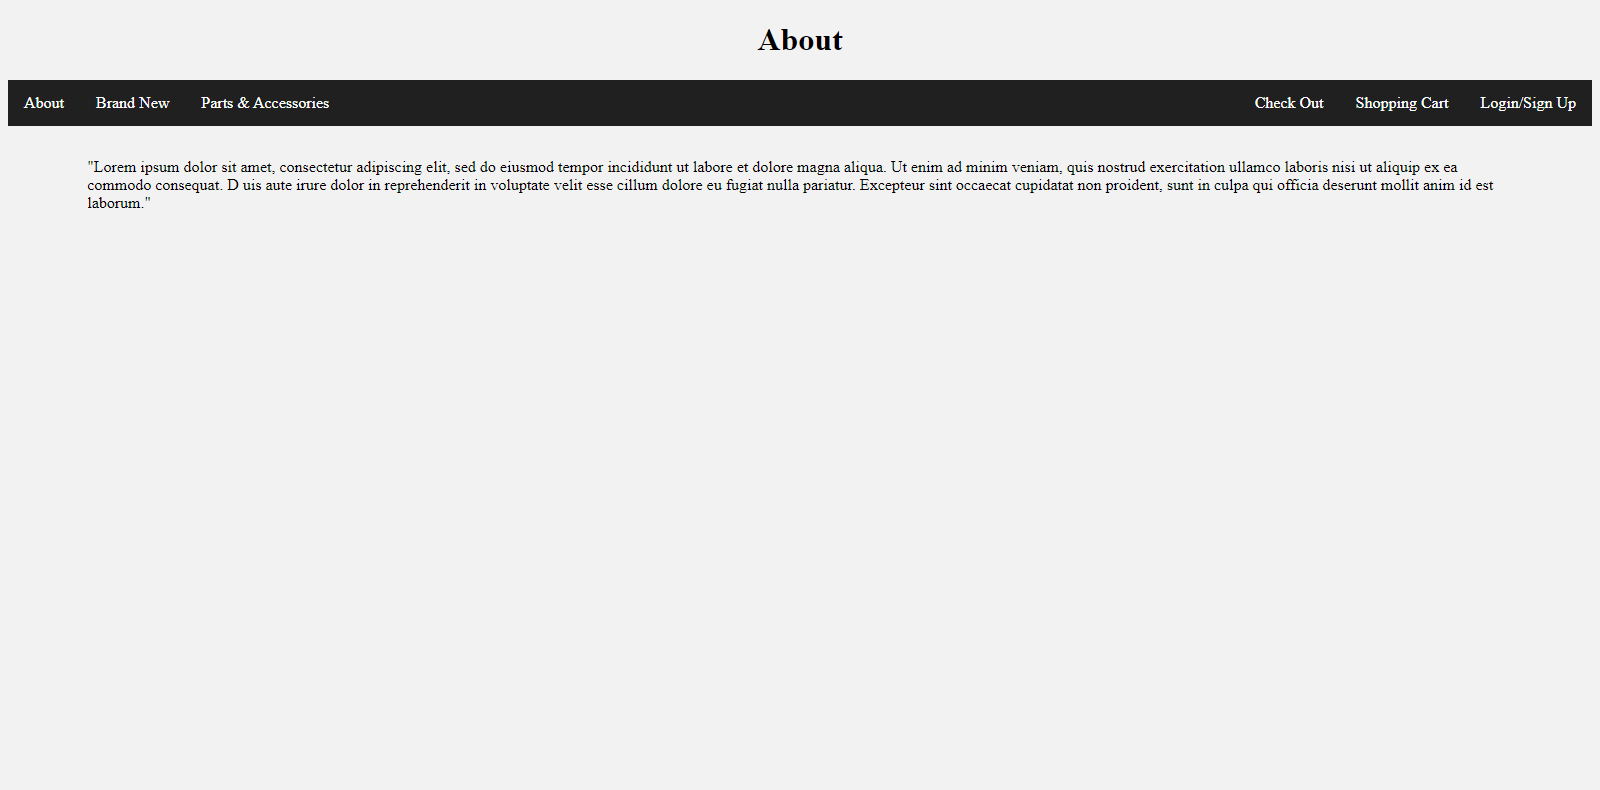 About
About Brand New Parts & Accessories Check Out Shopping Cart Login/Sign Up
"Lorem ipsum dolor sit amet, consectetur adipiscing elit, sed do eiusmod tempor incididunt ut labore et dolore magna aliqua. Ut enim ad minim veniam, quis nostrud exercitation ullamco laboris nisi ut aliquip ex ea
commodo consequat. D uis aute irure dolor in reprehenderit in voluptate velit esse cillum dolore eu fugiat nulla pariatur. Excepteur sint occaecat cupidatat non proident, sunt in culpa qui officia deserunt mollit anim id est
laborum."